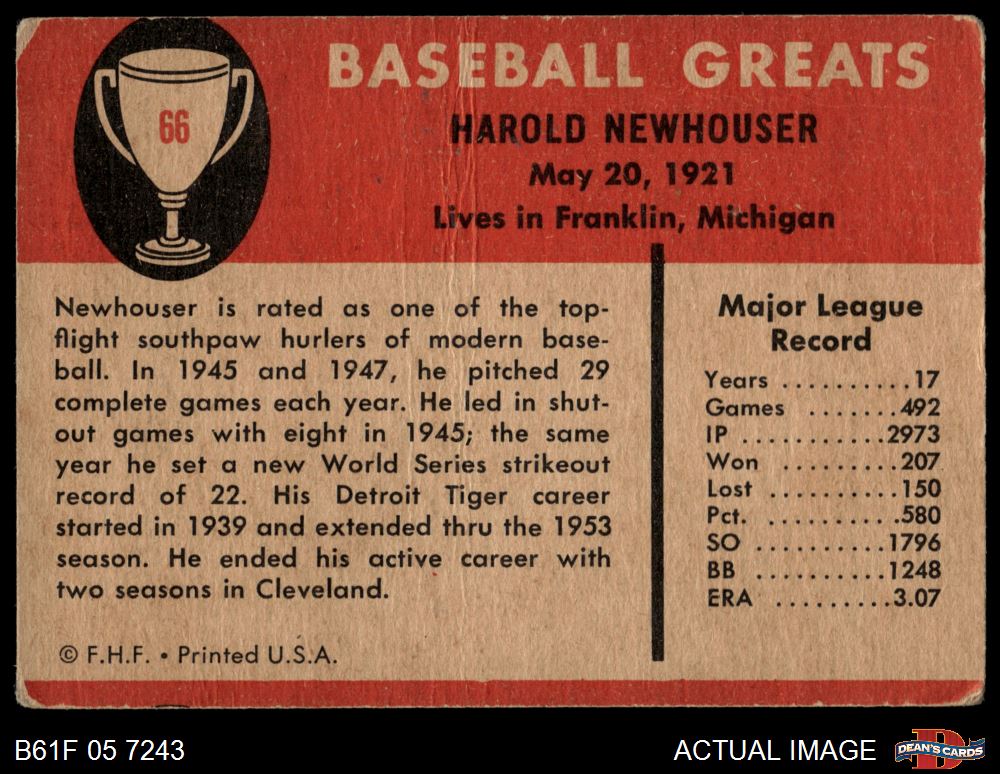 66
BASEBALL GREATS
HAROLD NEWHOUSER
May 20, 1921
Lives in Franklin, Michigan
Newhouser is rated as one of the top-
flight southpaw hurlers of modern base-
ball. In 1945 and 1947, he pitched 29
complete games each year. He led in shut-
out games with eight in 1945; the same
year he set a new World Series strikeout
record of 22. His Detroit Tiger career
started in 1939 and extended thru the 1953
season. He ended his active career with
two seasons in Cleveland.
© F.H.F. • Printed U.S.A.
Major League
Record
Years ..........17
Games .......492
IP ...........2973
Won .........207
Lost ..........150
Pct. ..........580
SO ..........1796
BB ..........1248
ERA .........3.07
B61F 05 7243
ACTUAL IMAGE
DEAN'S CARDS